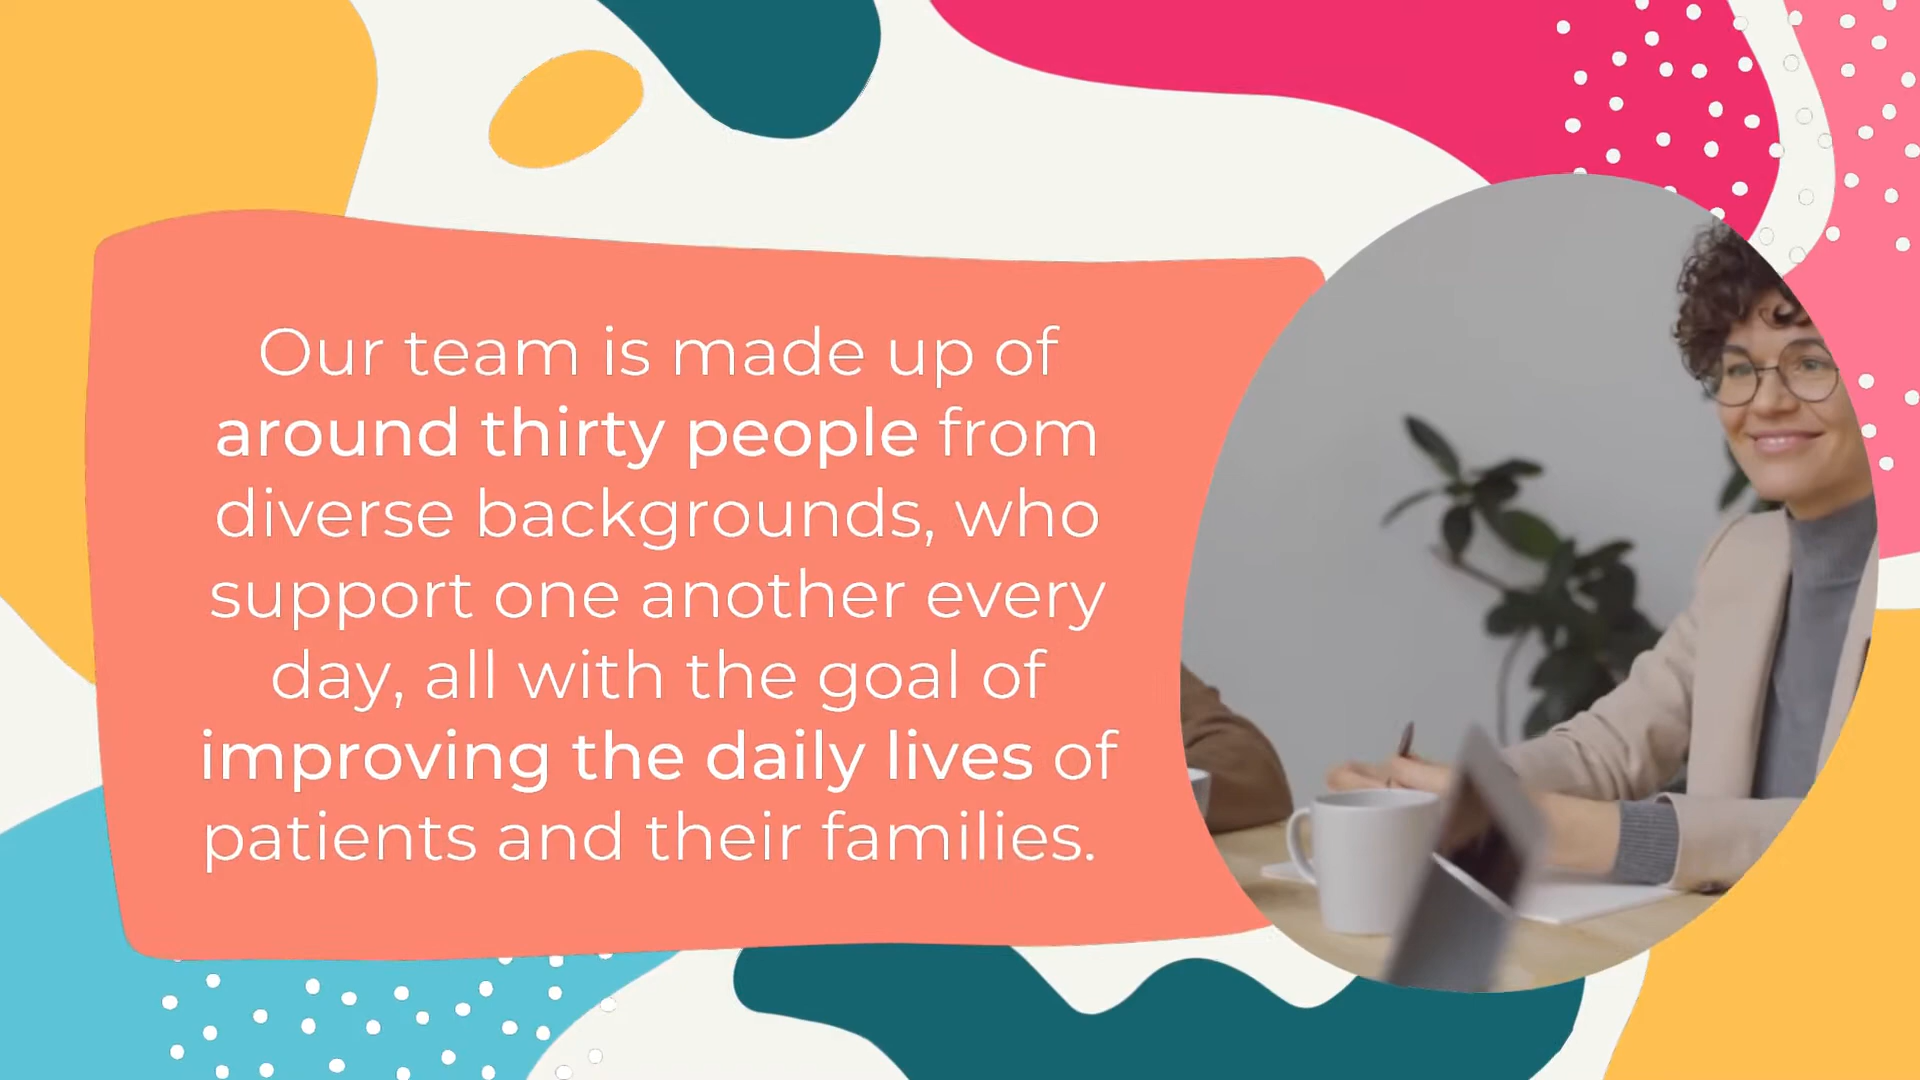 Our team is made up of
around thirty people from
diverse backgrounds, who
support one another every
day, all with the goal of
improving the daily lives of
patients and their families.